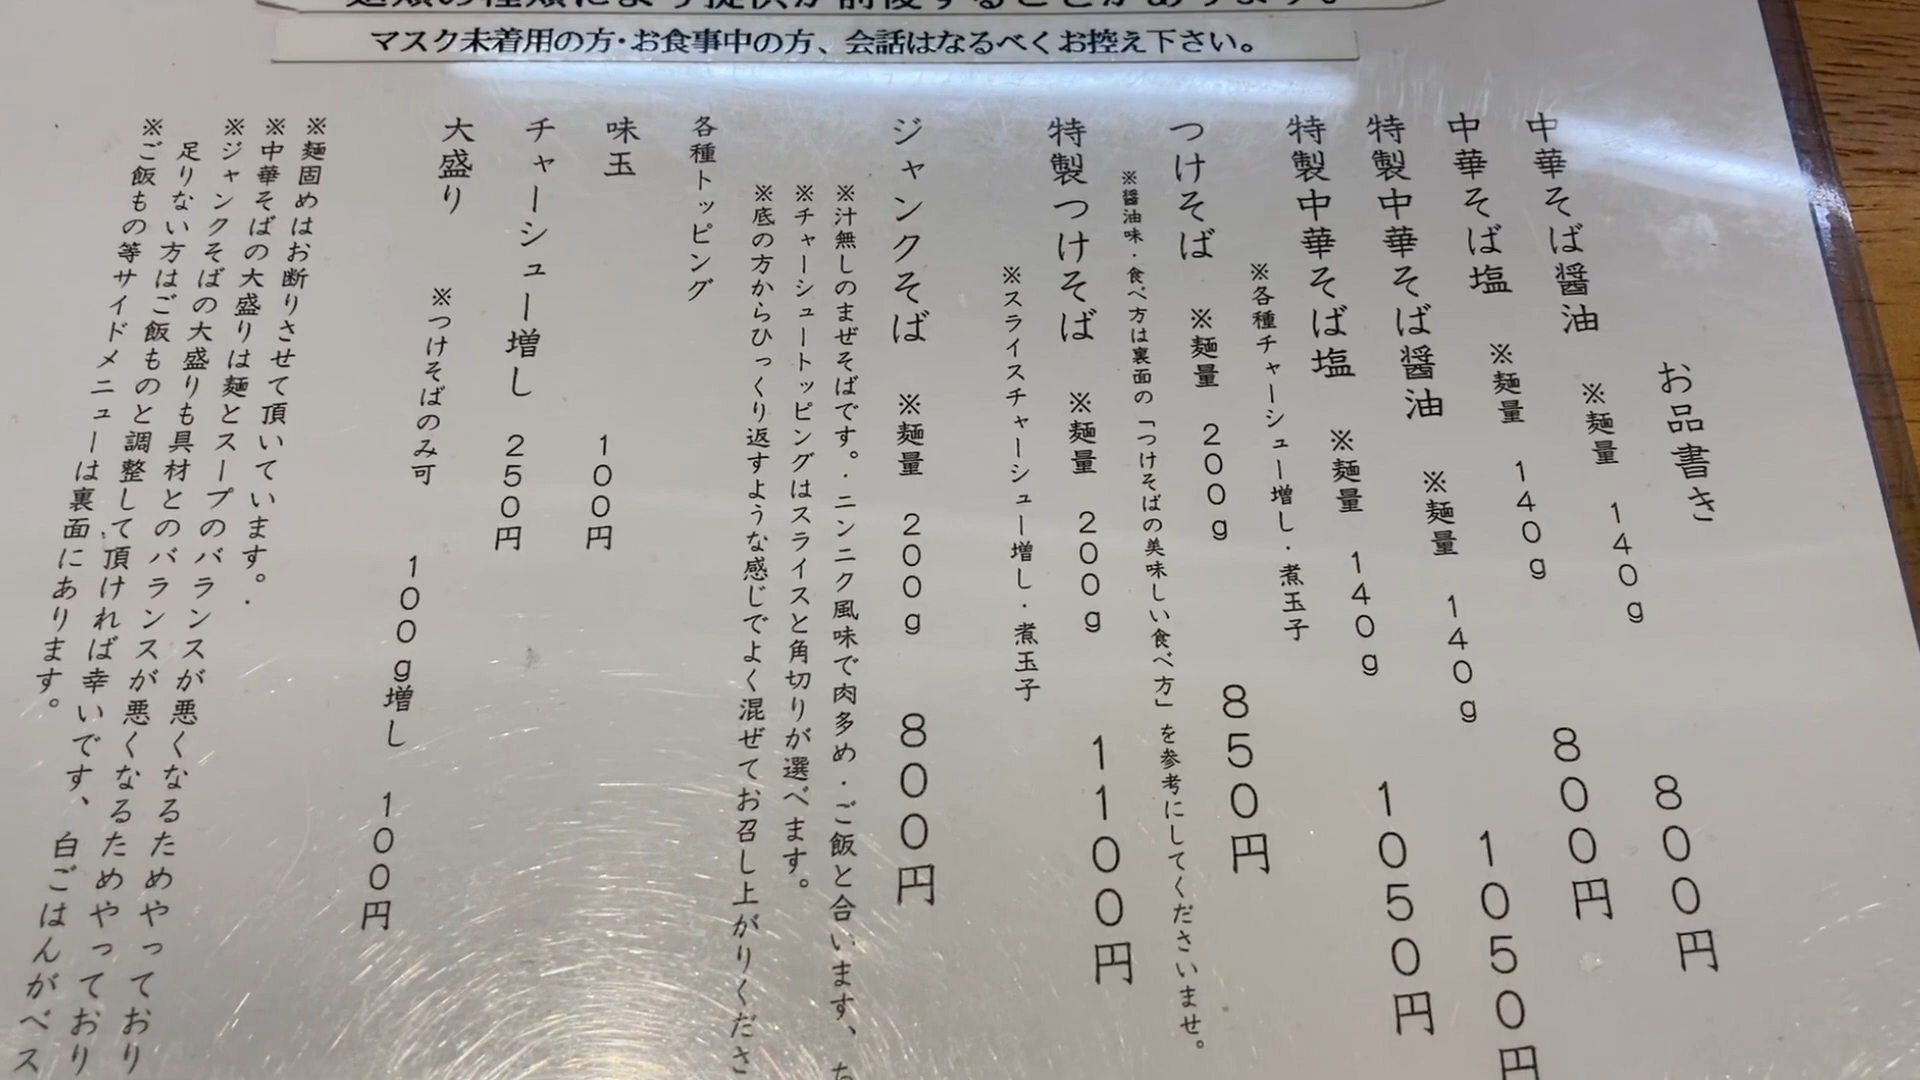 マスク未着用の方・お食事中の方、会話はなるべくお控え下さい。
お品書き
中華そば醤油 ※麺量 140g 800円
中華そば塩 ※麺量 140g 800円
特製中華そば醤油 ※麺量 140g 1050円
特製中華そば塩 ※麺量 140g 1050円
※各種チャーシュー増し・煮玉子
つけそば ※麺量 200g 850円
※醤油味・食べ方は裏面の「つけそばの美味しい食べ方」を参考にしてくださいませ。
特製つけそば ※麺量 200g 1100円
※スライスチャーシュー増し・煮玉子
ジャンクそば ※麺量 200g 800円
※汁無しのまぜそばです。・ニンニク風味で肉多め・ご飯と合います、た
※チャーシュートッピングはスライスと角切りが選べます。
※底の方からひっくり返すような感じでよく混ぜてお召し上がりくださ
各種トッピング
味玉 100円
チャーシュー増し 250円
大盛り ※つけそばのみ可 100g増し 100円
※麺固めはお断りさせて頂いています。・
※中華そばの大盛りは麺とスープのバランスが悪くなるためやっており
※ジャンクそばの大盛りも具材とのバランスが悪くなるためやっており
足りない方はご飯ものと調整して頂ければ幸いです、白ごはんがベス
※ご飯もの等サイドメニューは裏面にあります。